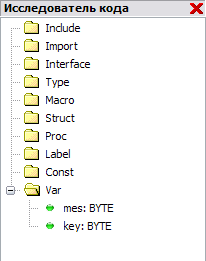 Исследователь кода
Include
Import
Interface
Type
Macro
Struct
Proc
Label
Const
Var
mes: BYTE
key: BYTE